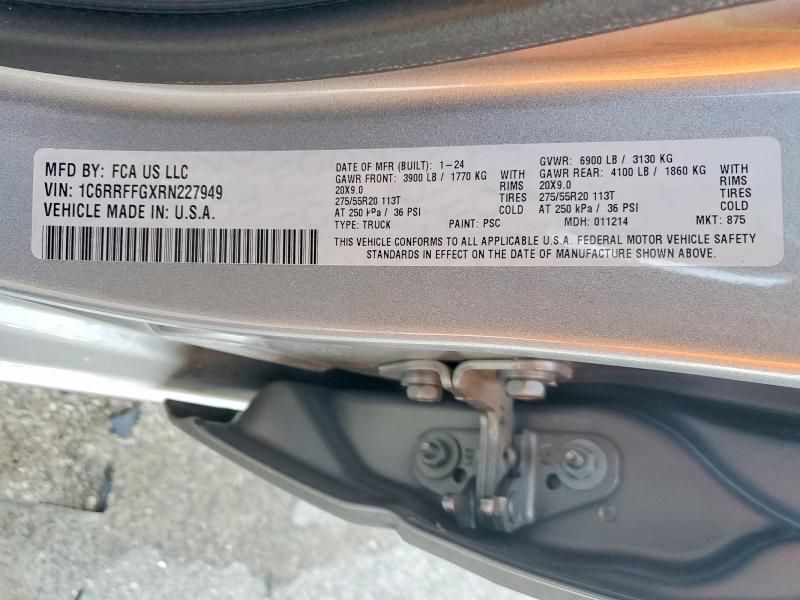 MFD BY: FCA US LLC
VIN: 1C6RRFFGXRN227949
VEHICLE MADE IN U.S.A.
DATE OF MFR (BUILT): 1-24
GAWR FRONT: 3900 LB / 1770 KG WITH
20X9.0 RIMS
275/55R20 113T TIRES
AT 250 kPa / 36 PSI COLD
TYPE: TRUCK PAINT: PSC
GVWR: 6900 LB / 3130 KG
GAWR REAR: 4100 LB / 1860 KG WITH
20X9.0 RIMS
275/55R20 113T TIRES
AT 250 kPa / 36 PSI COLD
MDH: 011214 MKT: 875
THIS VEHICLE CONFORMS TO ALL APPLICABLE U.S.A. FEDERAL MOTOR VEHICLE SAFETY
STANDARDS IN EFFECT ON THE DATE OF MANUFACTURE SHOWN ABOVE.